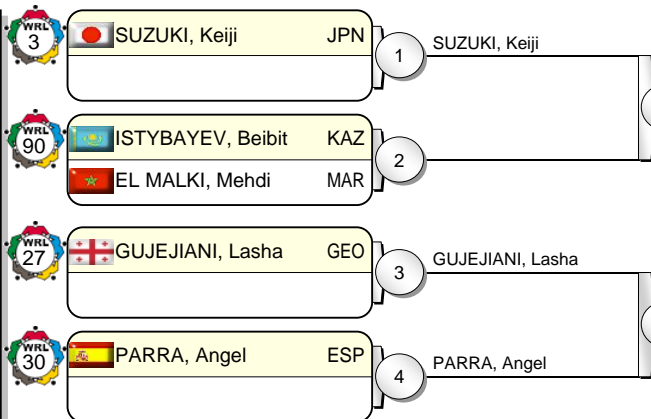 WRL
3
SUZUKI, Keiji JPN
1
SUZUKI, Keiji
WRL
90
ISTYBAYEV, Beibit KAZ
EL MALKI, Mehdi MAR
2
WRL
27
GUJEJIANI, Lasha GEO
3
GUJEJIANI, Lasha
WRL
30
PARRA, Angel ESP
4
PARRA, Angel